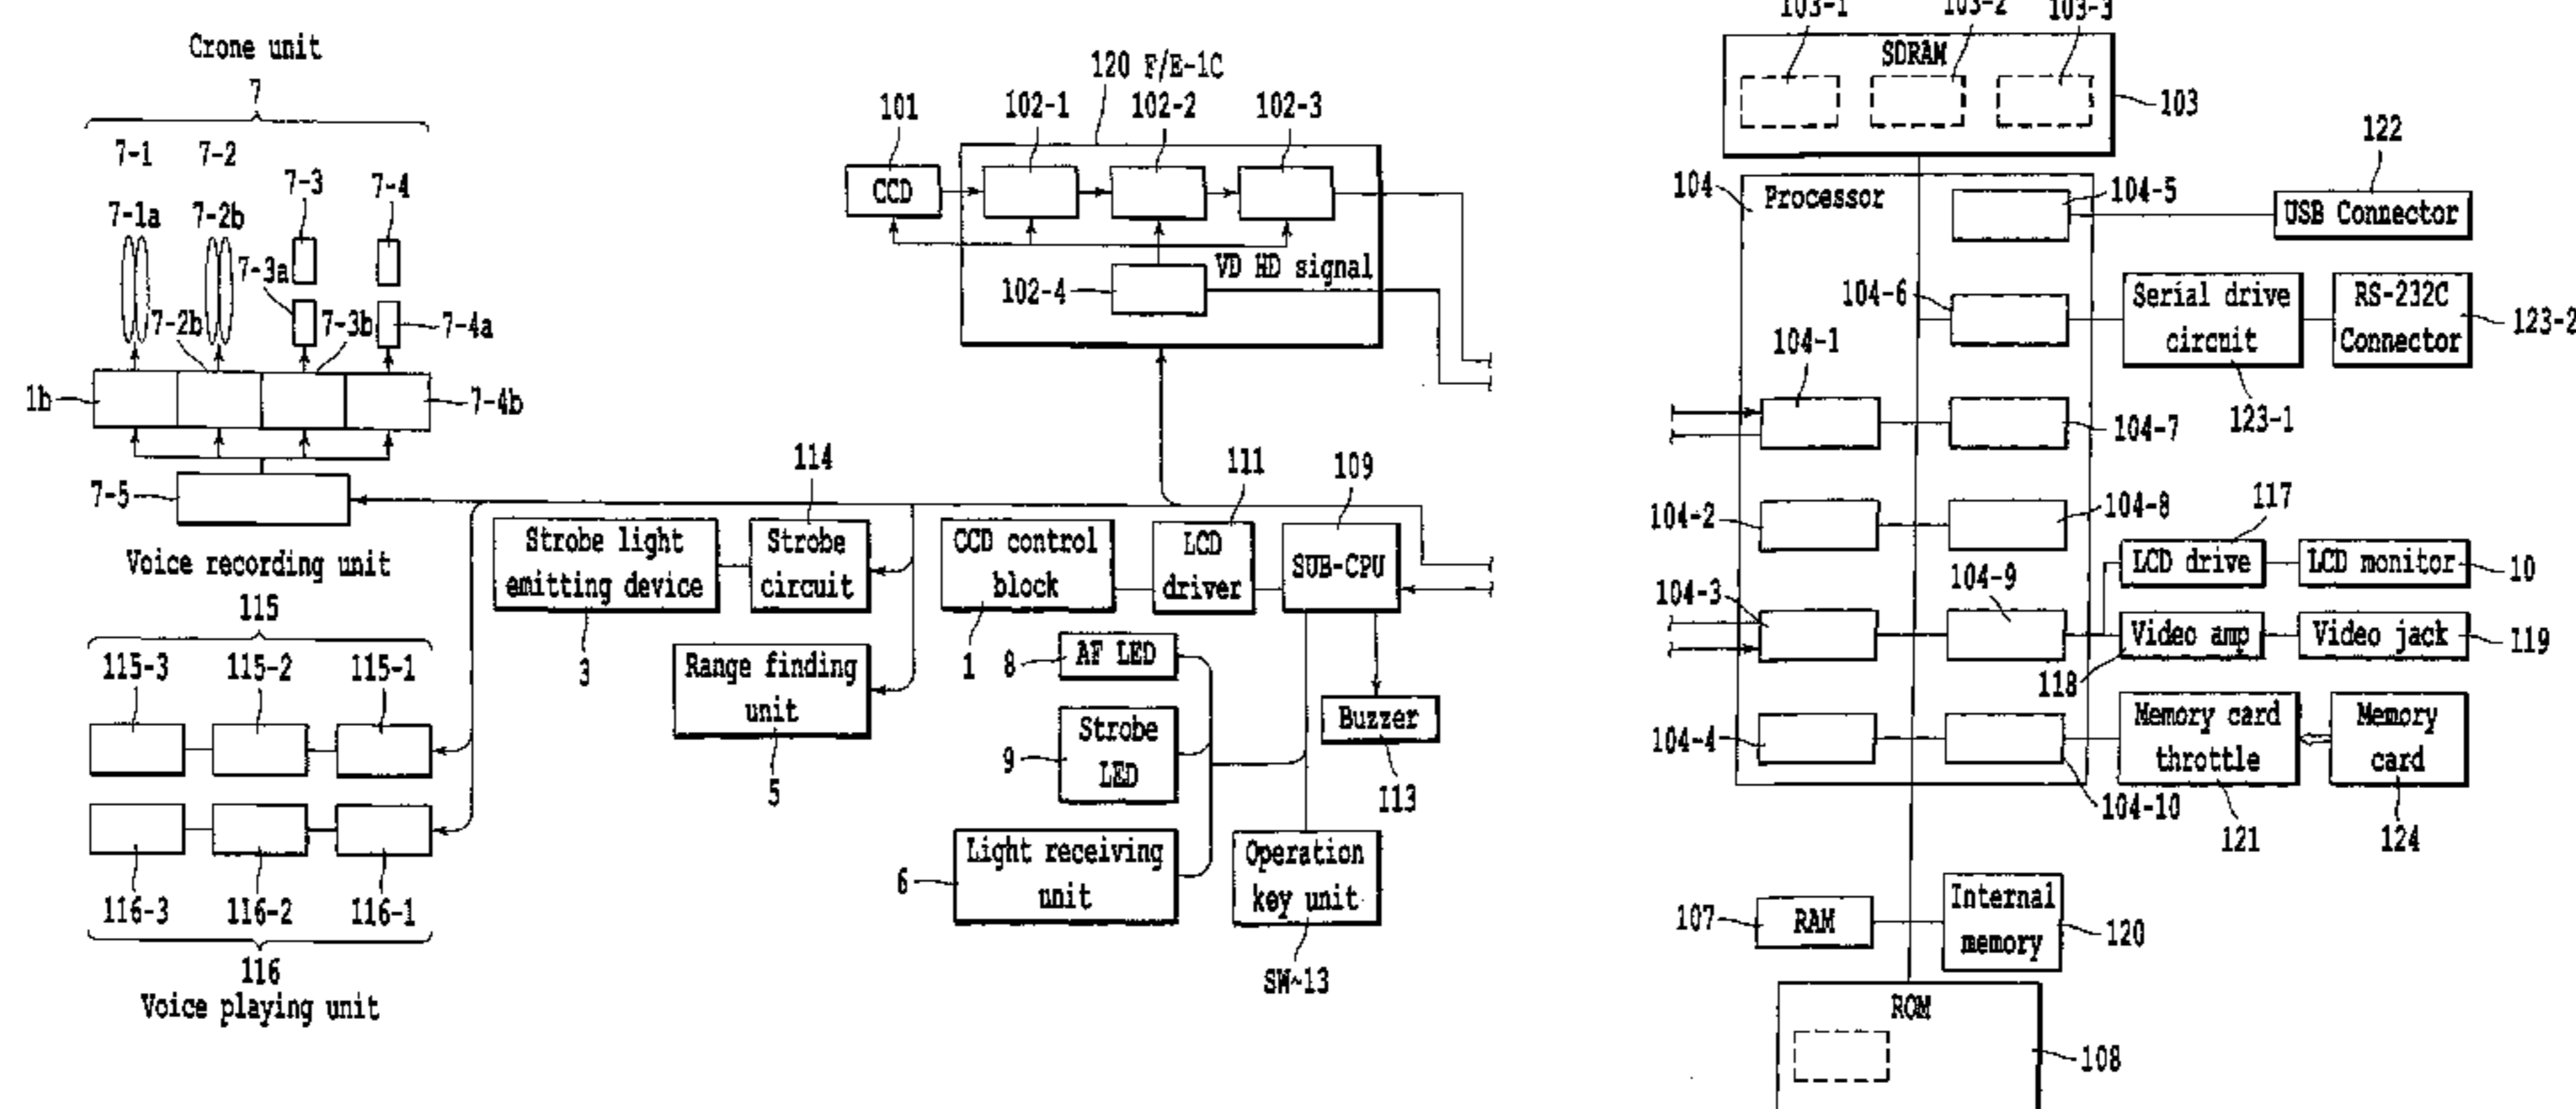 Crone unit
7
7-1
7-2
7-3
7-4
7-1a
7-2b
7-3a
7-2b
7-3b
7-4a
1b
7-4b
7-5
Voice recording unit
115
115-3
115-2
115-1
116-3
116-2
116-1
116
Voice playing unit
120 F/E-1C
101
102-1
102-2
102-3
CCD
VD HD signal
102-4
114
111
109
Strobe light
emitting device
Strobe
circuit
CCD control
block
LCD
driver
SUB-CPU
3
Range finding
unit
5
1
8
AF LED
9
Strobe
LED
Buzzer
113
6
Light receiving
unit
Operation
key unit
SW~13
103-1
103-2
103-3
SDRAM
103
104
Processor
104-5
122
USB Connector
104-6
Serial drive
circuit
RS-232C
Connector
123-2
123-1
104-1
104-7
104-2
104-8
117
LCD drive
LCD monitor
10
104-3
104-9
Video amp
Video jack
119
118
104-4
Memory card
throttle
Memory
card
104-10
121
124
107
RAM
Internal
memory
120
ROM
108